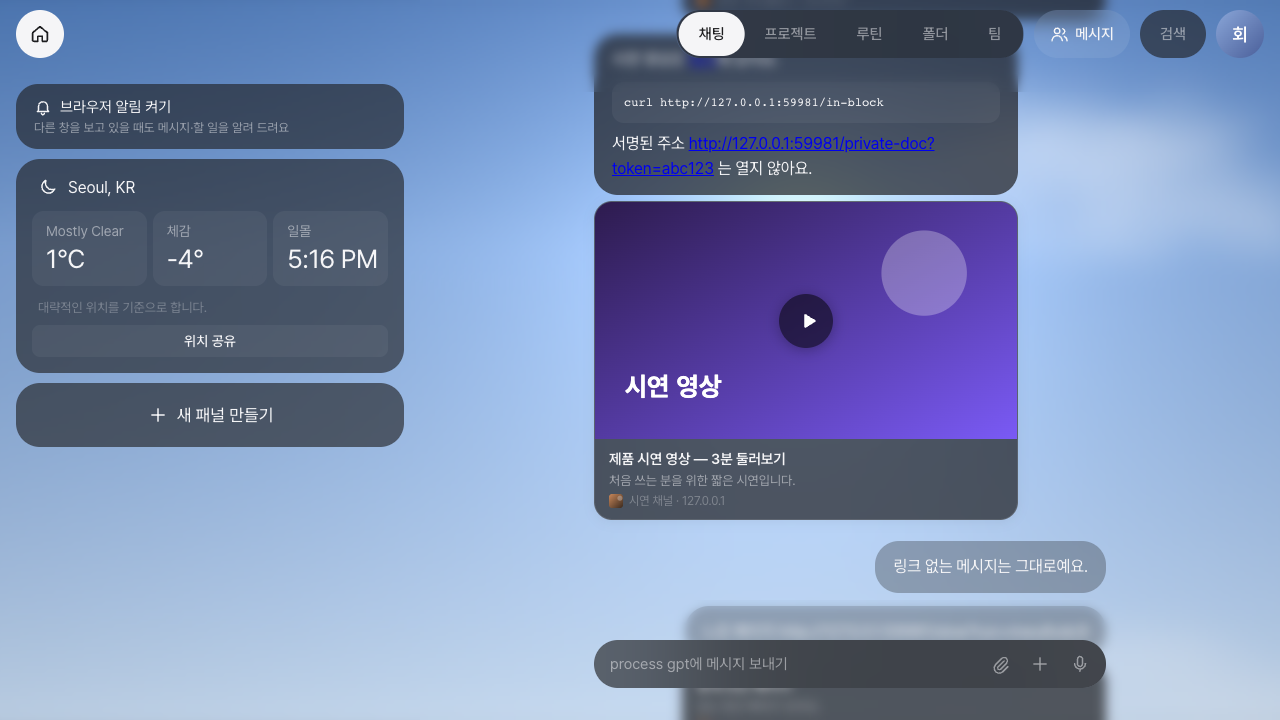 채팅
프로젝트
루틴
폴더
팀
메시지
검색
회
브라우저 알림 켜기
다른 창을 보고 있을 때도 메시지·할 일을 알려 드려요
Seoul, KR
Mostly Clear
1°C
체감
-4°
일몰
5:16 PM
대략적인 위치를 기준으로 합니다.
위치 공유
새 패널 만들기
curl http://127.0.0.1:59981/in-block
서명된 주소 http://127.0.0.1:59981/private-doc?
token=abc123 는 열지 않아요.
시연 영상
제품 시연 영상 — 3분 둘러보기
처음 쓰는 분을 위한 짧은 시연입니다.
시연 채널 · 127.0.0.1
링크 없는 메시지는 그대로예요.
process gpt에 메시지 보내기